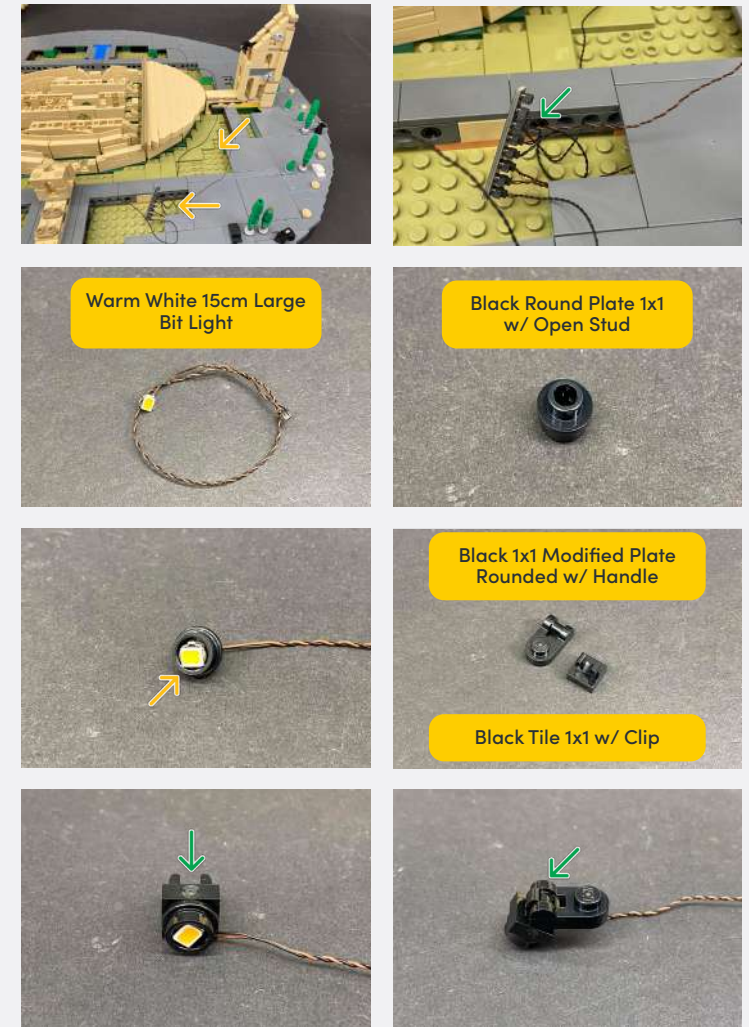 Warm White 15cm Large
Bit Light
Black Round Plate 1x1
w/ Open Stud
Black 1x1 Modified Plate
Rounded w/ Handle
Black Tile 1x1 w/ Clip